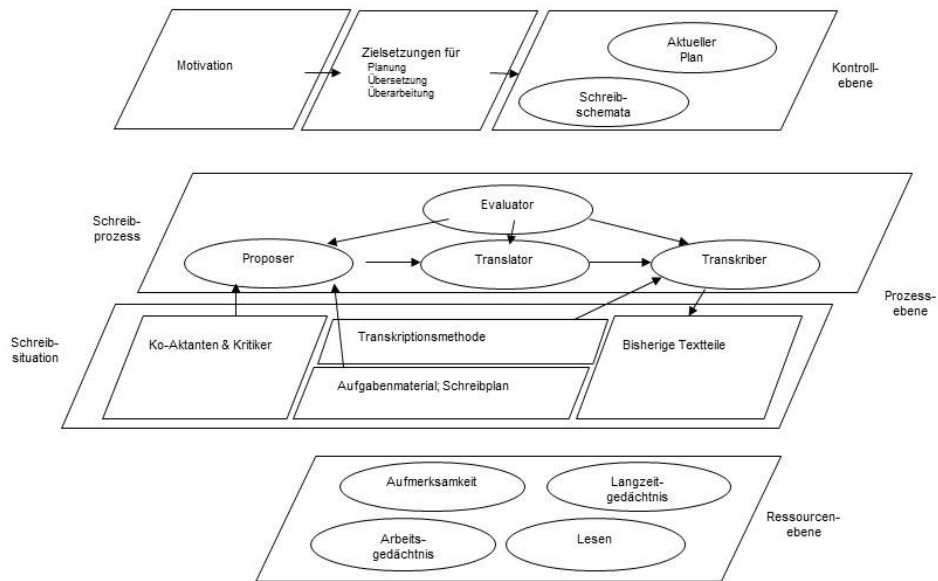 Motivation
Zielsetzungen für
Planung
Übersetzung
Überarbeitung
Aktueller
Plan
Schreib-
schemata
Kontroll-
ebene
Schreib-
prozess
Evaluator
Proposer
Translator
Transkriber
Prozess-
ebene
Schreib-
situation
Ko-Aktanten & Kritiker
Transkriptionsmethode
Aufgabenmaterial; Schreibplan
Bisherige Textteile
Aufmerksamkeit
Langzeit-
gedächtnis
Arbeits-
gedächtnis
Lesen
Ressourcen-
ebene